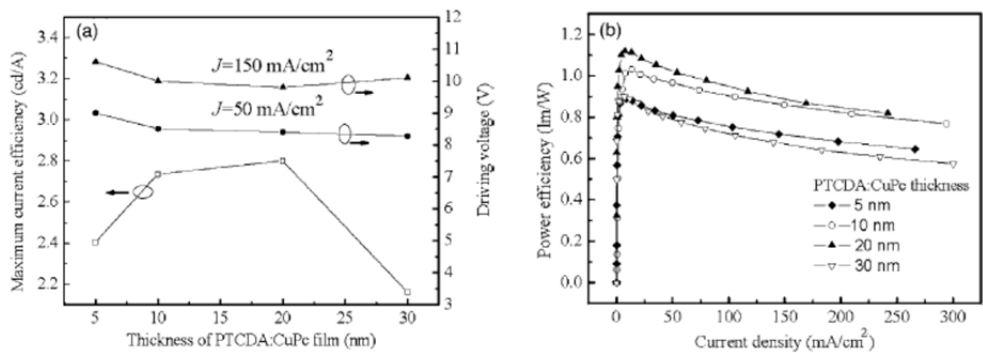 (a)
J=150 mA/cm²
J=50 mA/cm²
Maximum current efficiency (cd/A)
3.4
3.2
3.0
2.8
2.6
2.4
2.2
12
11
10
9
8
7
6
5
4
3
Driving voltage (V)
5 10 15 20 25 30
Thickness of PTCDA:CuPc film (nm)
(b)
Power efficiency (lm/W)
1.2
1.0
0.8
0.6
0.4
0.2
0.0
PTCDA:CuPc thickness
5 nm
10 nm
20 nm
30 nm
0 50 100 150 200 250 300
Current density (mA/cm²)